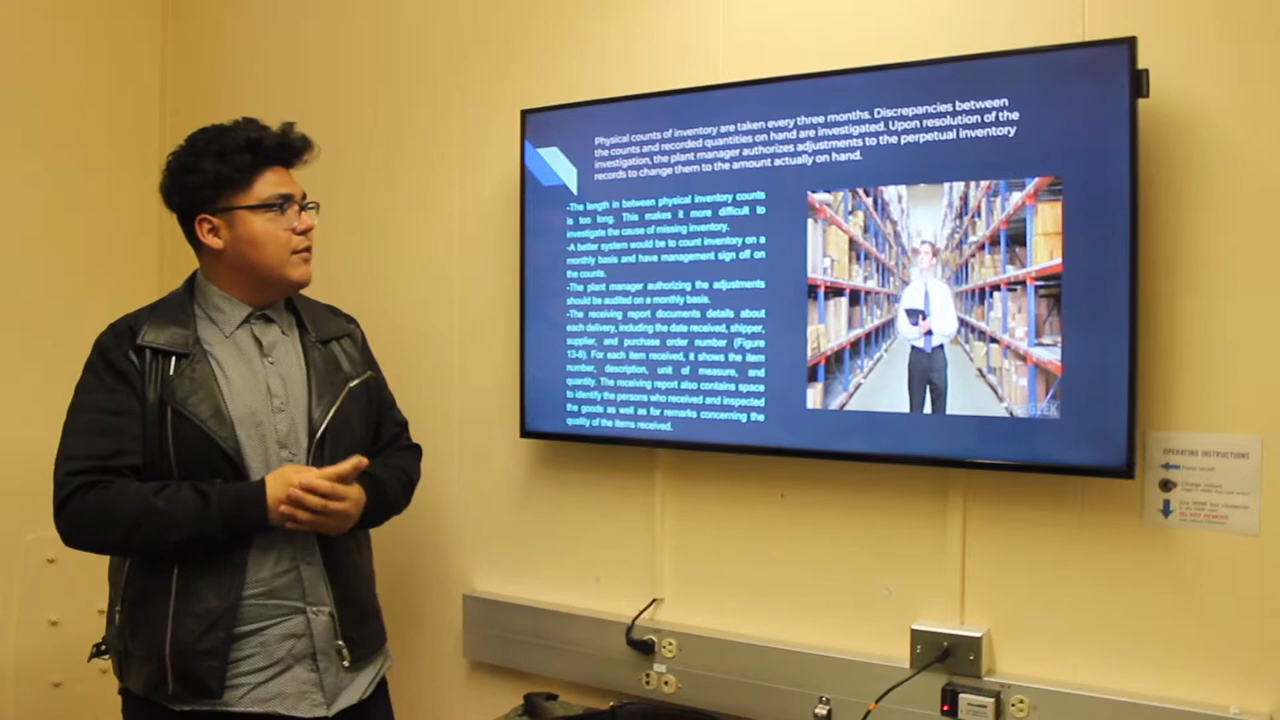 Physical counts of inventory are taken every three months. Discrepancies between
the counts and recorded quantities on hand are investigated. Upon resolution of the
investigation, the plant manager authorizes adjustments to the perpetual inventory
records to change them to the amount actually on hand.
-The length in between physical inventory counts
is too long. This makes it more difficult to
investigate the cause of missing inventory.
-A better system would be to count inventory on a
monthly basis and have management sign off on
the counts.
-The plant manager authorizing the adjustments
should be audited on a monthly basis.
-The receiving report documents details about
each delivery, including the date received, shipper,
supplier, and purchase order number (Figure
13-8). For each item received, it shows the item
number, description, unit of measure, and
quantity. The receiving report also contains space
to identify the persons who received and inspected
the goods as well as for remarks concerning the
quality of the items received.
GEEK
OPERATING INSTRUCTIONS
Press on/off
DO NOT REMOVE